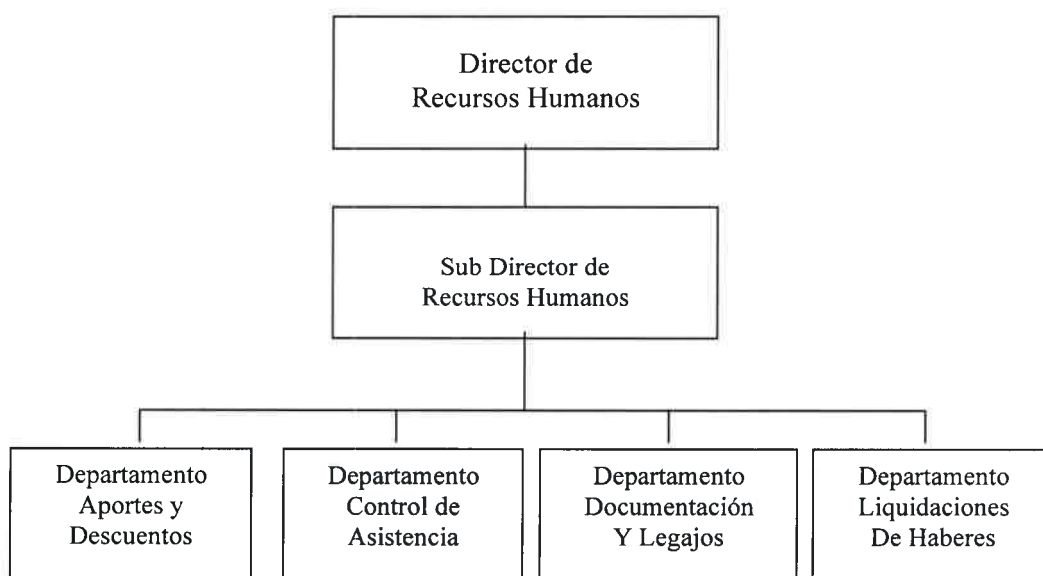 Director de
Recursos Humanos
Sub Director de
Recursos Humanos
Departamento
Aportes y
Descuentos
Departamento
Control de
Asistencia
Departamento
Documentación
Y Legajos
Departamento
Liquidaciones
De Haberes